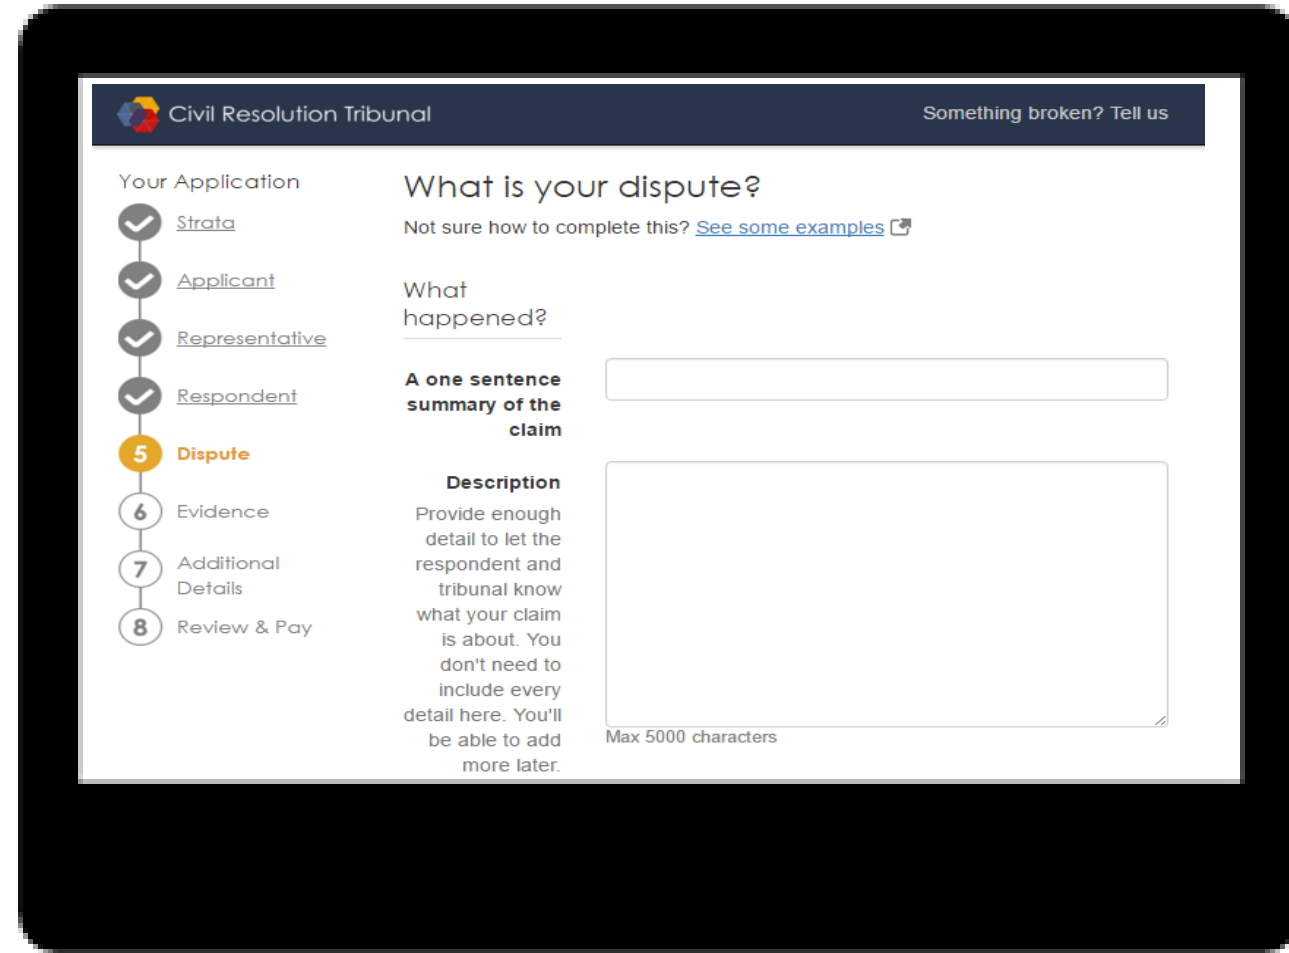 Civil Resolution Tribunal
Something broken? Tell us
Your Application
Strata
Applicant
Representative
Respondent
5 Dispute
6 Evidence
7 Additional
Details
8 Review & Pay
What is your dispute?
Not sure how to complete this? See some examples
What
happened?
A one sentence
summary of the
claim
Description
Provide enough
detail to let the
respondent and
tribunal know
what your claim
is about. You
don't need to
include every
detail here. You'll
be able to add
more later.
Max 5000 characters